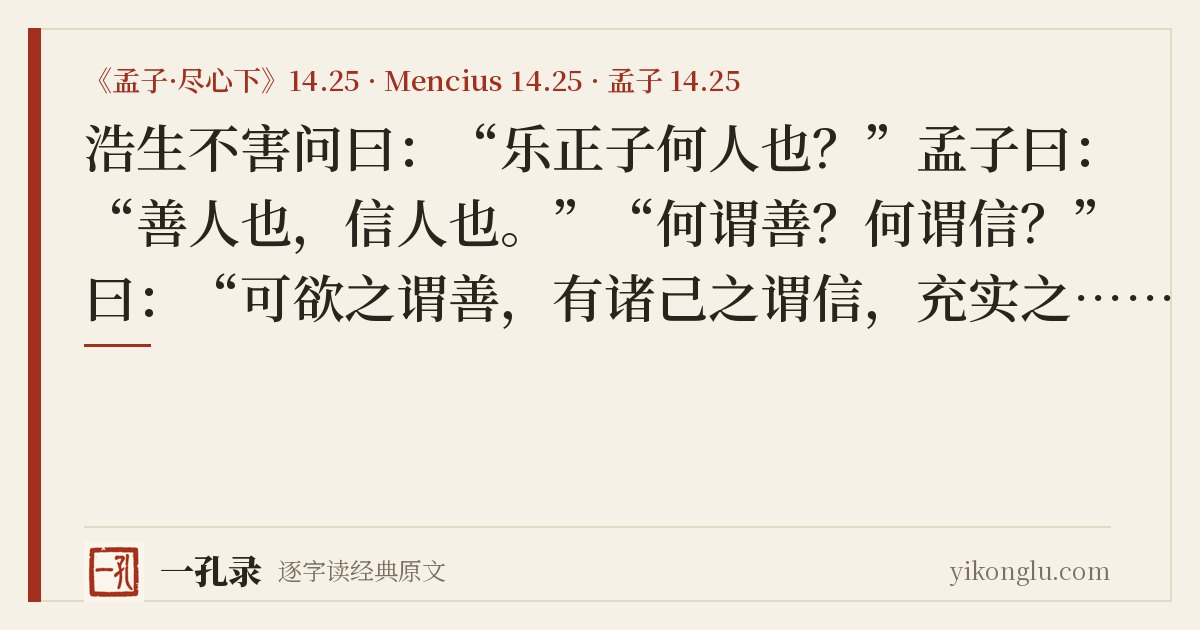 《孟子·尽心下》14.25 · Mencius 14.25 · 孟子 14.25
浩生不害问曰：“乐正子何人也？”孟子曰：
“善人也，信人也。”“何谓善？何谓信？”
曰：“可欲之谓善，有诸己之谓信，充实之……
一孔
一孔录 逐字读经典原文 yikonglu.com